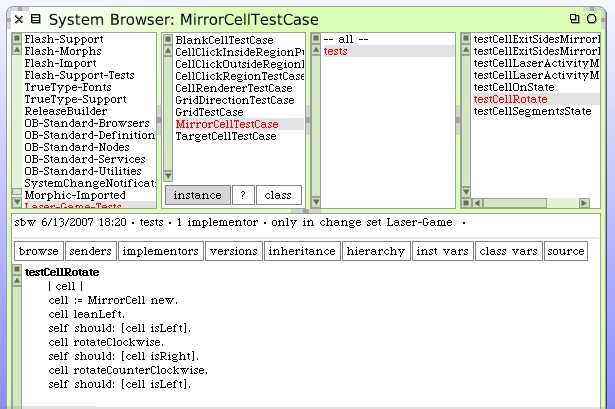 System Browser: MirrorCellTestCase
Flash-Support
Flash-Morphs
Flash-Import
Flash-Support-Tests
TrueType-Fonts
TrueType-Support
ReleaseBuilder
OB-Standard-Browsers
OB-Standard-Definition
OB-Standard-Nodes
OB-Standard-Services
OB-Standard-Utilities
SystemChangeNotificat
Morphic-Imported
Laser-Game-Tests
BlankCellTestCase
CellClickInsideRegionPu
CellClickOutsideRegionI
CellClickRegionTestCase
CellRendererTestCase
GridDirectionTestCase
GridTestCase
MirrorCellTestCase
TargetCellTestCase
instance ? class
-- all --
tests
testCellExitSidesMirrorI
testCellExitSidesMirrorI
testCellLaserActivityM
testCellLaserActivityM
testCellOnState
testCellRotate
testCellSegmentsState
sbw 6/13/2007 18:20 · tests · 1 implementor · only in change set Laser-Game ·
browse senders implementors versions inheritance hierarchy inst vars class vars source
testCellRotate
| cell |
cell := MirrorCell new.
cell leanLeft.
self should: [cell isLeft].
cell rotateClockwise.
self should: [cell isRight].
cell rotateCounterClockwise.
self should: [cell isLeft].